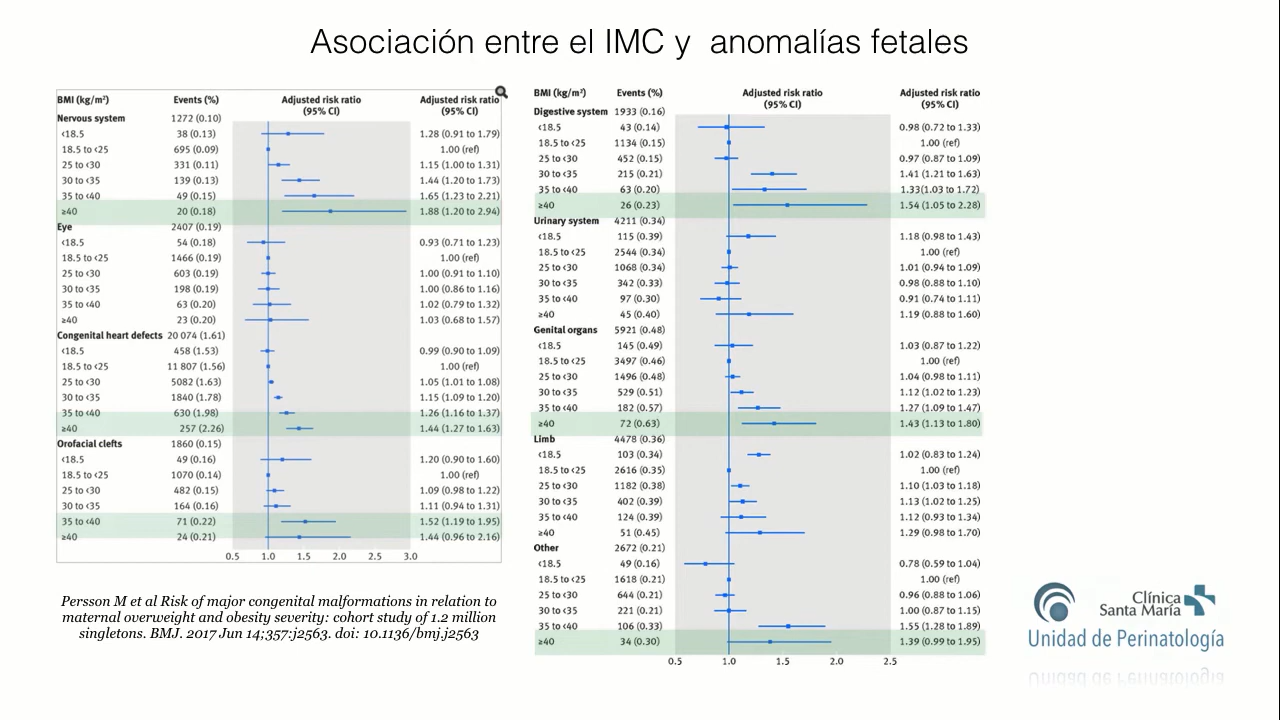 Asociación entre el IMC y anomalías fetales
BMI (kg/m²) Events (%) Adjusted risk ratio (95% CI) Adjusted risk ratio (95% CI)
Nervous system 1272 (0.10)
<18.5 38 (0.13) 1.28 (0.91 to 1.79)
18.5 to <25 695 (0.09) 1.00 (ref)
25 to <30 331 (0.11) 1.15 (1.00 to 1.31)
30 to <35 139 (0.13) 1.44 (1.20 to 1.73)
35 to <40 49 (0.15) 1.65 (1.23 to 2.21)
≥40 20 (0.18) 1.88 (1.20 to 2.94)
Eye 2407 (0.19)
<18.5 54 (0.18) 0.93 (0.71 to 1.23)
18.5 to <25 1466 (0.19) 1.00 (ref)
25 to <30 603 (0.19) 1.00 (0.91 to 1.10)
30 to <35 198 (0.19) 1.00 (0.86 to 1.16)
35 to <40 63 (0.20) 1.02 (0.79 to 1.32)
≥40 23 (0.20) 1.03 (0.68 to 1.57)
Congenital heart defects 20 074 (1.61)
<18.5 458 (1.53) 0.99 (0.90 to 1.09)
18.5 to <25 11 807 (1.56) 1.00 (ref)
25 to <30 5082 (1.63) 1.05 (1.01 to 1.08)
30 to <35 1840 (1.78) 1.15 (1.09 to 1.20)
35 to <40 630 (1.98) 1.26 (1.16 to 1.37)
≥40 257 (2.26) 1.44 (1.27 to 1.63)
Orofacial clefts 1860 (0.15)
<18.5 49 (0.16) 1.20 (0.90 to 1.60)
18.5 to <25 1070 (0.14) 1.00 (ref)
25 to <30 482 (0.15) 1.09 (0.98 to 1.22)
30 to <35 164 (0.16) 1.11 (0.94 to 1.31)
35 to <40 71 (0.22) 1.52 (1.19 to 1.95)
≥40 24 (0.21) 1.44 (0.96 to 2.16)
0.5 1.0 1.5 2.0 2.5 3.0
BMI (kg/m²) Events (%) Adjusted risk ratio (95% CI) Adjusted risk ratio (95% CI)
Digestive system 1933 (0.16)
<18.5 43 (0.14) 0.98 (0.72 to 1.33)
18.5 to <25 1134 (0.15) 1.00 (ref)
25 to <30 452 (0.15) 0.97 (0.87 to 1.09)
30 to <35 215 (0.21) 1.41 (1.21 to 1.63)
35 to <40 63 (0.20) 1.33(1.03 to 1.72)
≥40 26 (0.23) 1.54 (1.05 to 2.28)
Urinary system 4211 (0.34)
<18.5 115 (0.39) 1.18 (0.98 to 1.43)
18.5 to <25 2544 (0.34) 1.00 (ref)
25 to <30 1068 (0.34) 1.01 (0.94 to 1.09)
30 to <35 342 (0.33) 0.98 (0.88 to 1.10)
35 to <40 97 (0.30) 0.91 (0.74 to 1.11)
≥40 45 (0.40) 1.19 (0.88 to 1.60)
Genital organs 5921 (0.48)
<18.5 145 (0.49) 1.03 (0.87 to 1.22)
18.5 to <25 3497 (0.46) 1.00 (ref)
25 to <30 1496 (0.48) 1.04 (0.98 to 1.11)
30 to <35 529 (0.51) 1.12 (1.02 to 1.23)
35 to <40 182 (0.57) 1.27 (1.09 to 1.47)
≥40 72 (0.63) 1.43 (1.13 to 1.80)
Limb 4478 (0.36)
<18.5 103 (0.34) 1.02 (0.83 to 1.24)
18.5 to <25 2616 (0.35) 1.00 (ref)
25 to <30 1182 (0.38) 1.10 (1.03 to 1.18)
30 to <35 402 (0.39) 1.13 (1.02 to 1.25)
35 to <40 124 (0.39) 1.12 (0.93 to 1.34)
≥40 51 (0.45) 1.29 (0.98 to 1.70)
Other 2672 (0.21)
<18.5 49 (0.16) 0.78 (0.59 to 1.04)
18.5 to <25 1618 (0.21) 1.00 (ref)
25 to <30 644 (0.21) 0.96 (0.88 to 1.06)
30 to <35 221 (0.21) 1.00 (0.87 to 1.15)
35 to <40 106 (0.33) 1.55 (1.28 to 1.89)
≥40 34 (0.30) 1.39 (0.99 to 1.95)
0.5 1.0 1.5 2.0 2.5
Persson M et al Risk of major congenital malformations in relation to
maternal overweight and obesity severity: cohort study of 1.2 million
singletons. BMJ. 2017 Jun 14;357:j2563. doi: 10.1136/bmj.j2563
Clínica
Santa María
Unidad de Perinatología